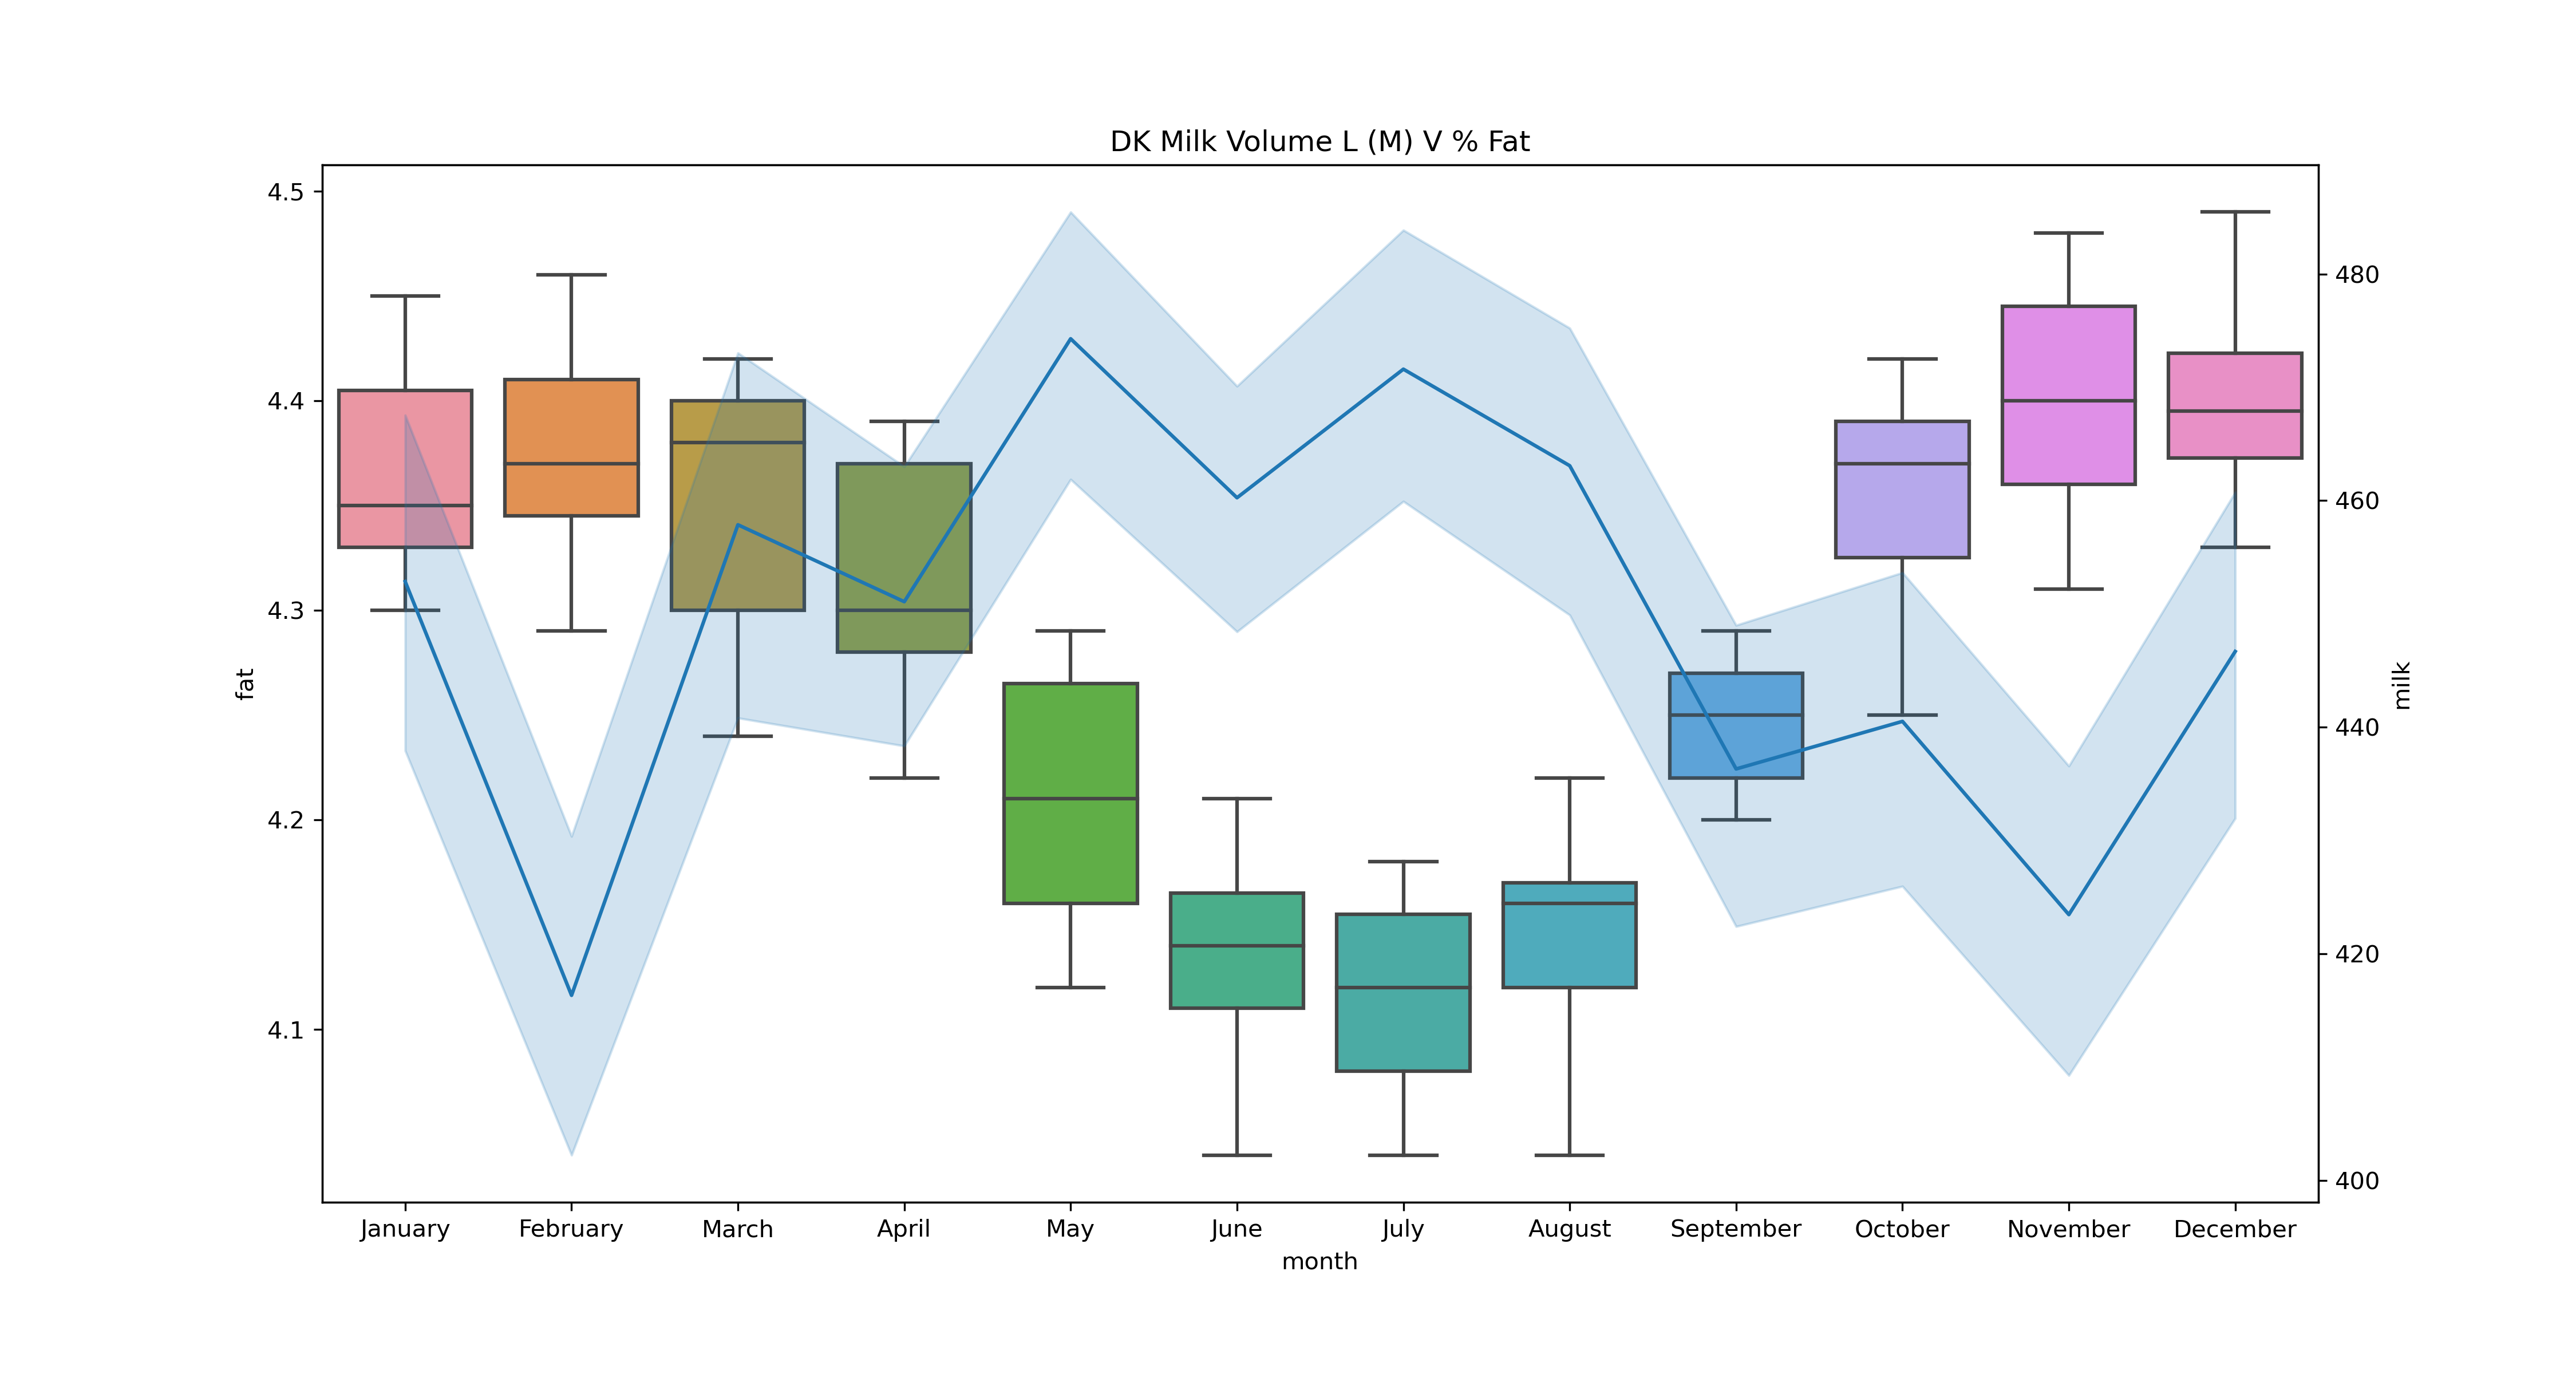 DK Milk Volume L (M) V % Fat
4.5
4.4
4.3
4.2
4.1
fat
480
460
440
420
400
milk
January February March April May June July August September October November December
month